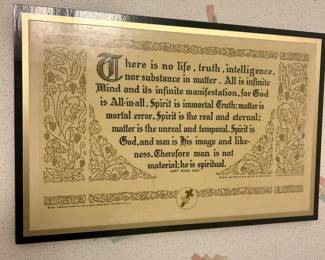 There is no life, truth, intelligence,
nor substance in matter. All is infinite
Mind and its infinite manifestation, for God
is All-in-all. Spirit is immortal Truth; matter is
mortal error. Spirit is the real and eternal;
matter is the unreal and temporal. Spirit is
God, and man is His image and like-
ness. Therefore man is not
material; he is spiritual.
MARY BAKER EDDY